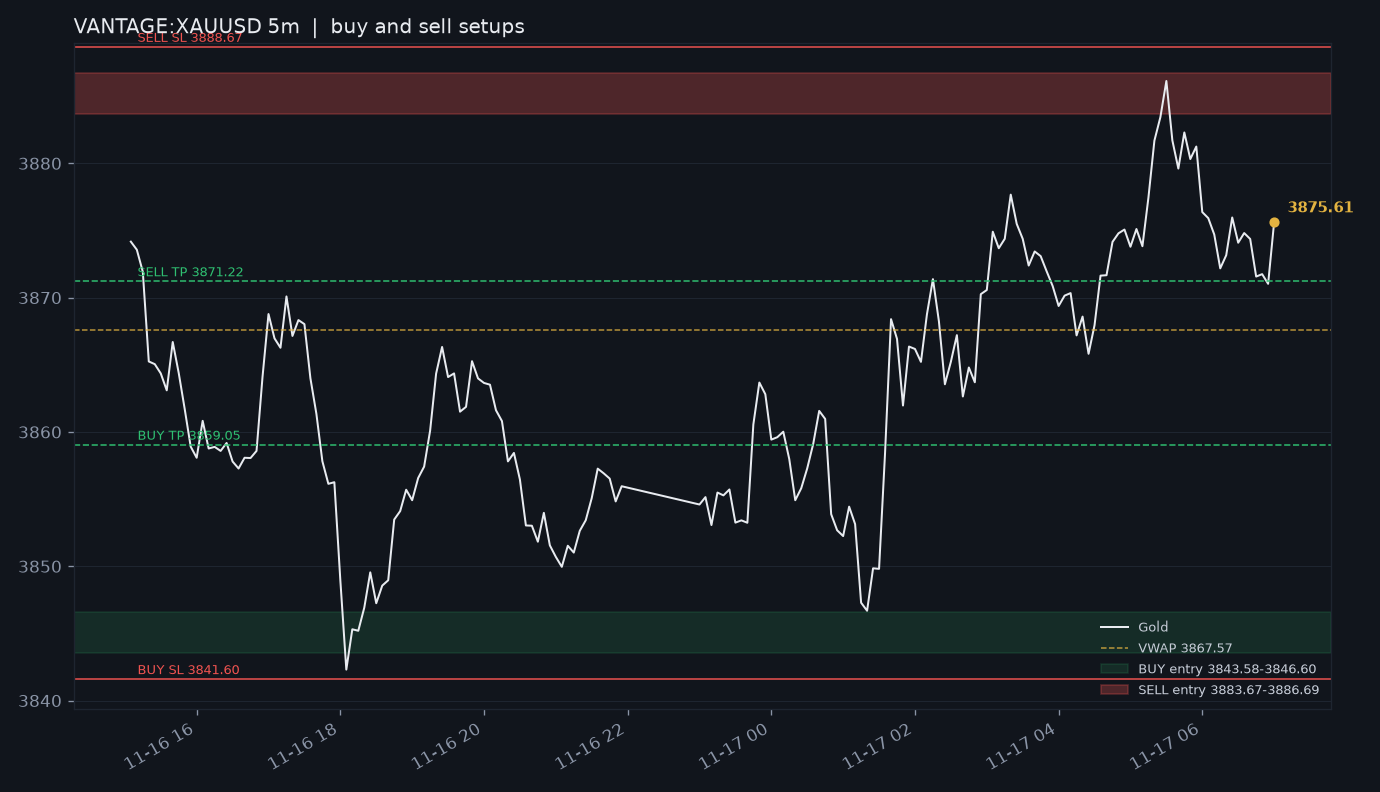 VANTAGE:XAUUSD 5m | buy and sell setups
SELL SL 3888.67
3880
3875.61
SELL TP 3871.22
3870
BUY TP 3859.05
3860
3850
Gold
VWAP 3867.57
BUY SL 3841.60
BUY entry 3843.58-3846.60
SELL entry 3883.67-3886.69
3840
11-16 16
11-16 18
11-16 20
11-16 22
11-17 00
11-17 02
11-17 04
11-17 06